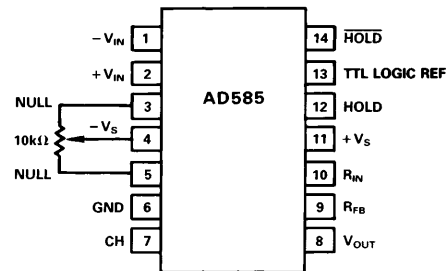 −VIN 1
+VIN 2
NULL 3
10kΩ −VS 4
NULL 5
GND 6
CH 7
AD585
14 HOLD
13 TTL LOGIC REF
12 HOLD
11 +VS
10 RIN
9 RFB
8 VOUT